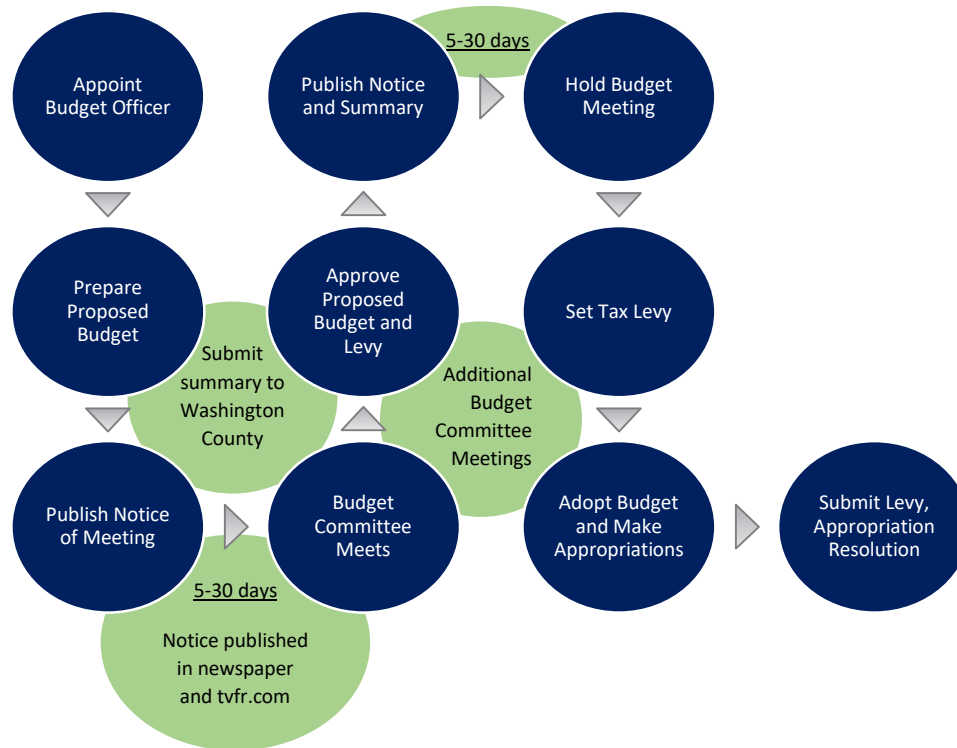 Appoint
Budget Officer
Prepare
Proposed
Budget
Publish Notice
of Meeting
5-30 days
Notice published
in newspaper
and tvfr.com
Submit
summary to
Washington
County
Budget
Committee
Meets
Approve
Proposed
Budget and
Levy
Additional
Budget
Committee
Meetings
Publish Notice
and Summary
5-30 days
Hold Budget
Meeting
Set Tax Levy
Adopt Budget
and Make
Appropriations
Submit Levy,
Appropriation
Resolution